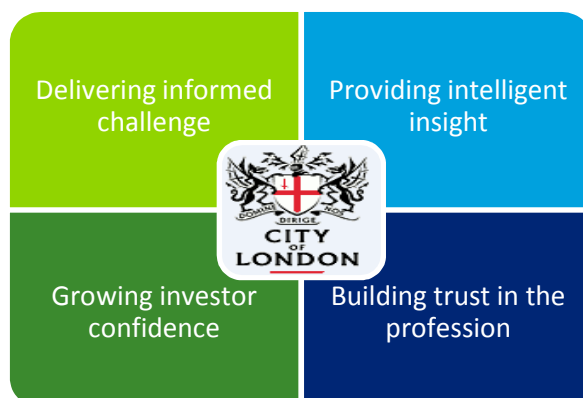 Delivering informed
challenge
Providing intelligent
insight
DOMINE NOS
DIRIGE
CITY
OF
LONDON
Growing investor
confidence
Building trust in the
profession